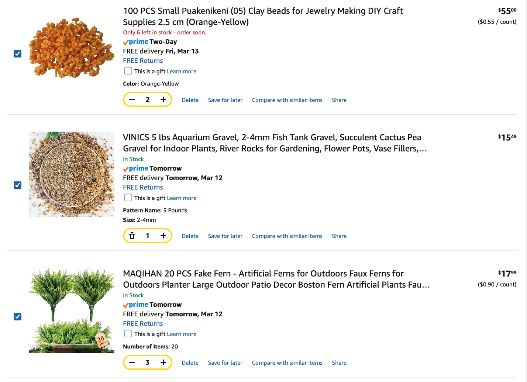 100 PCS Small Puakenikeni (05) Clay Beads for Jewelry Making DIY Craft
Supplies 2.5 cm (Orange-Yellow)
$55⁰⁰
($0.55 / count)
Only 6 left in stock - order soon.
prime Two-Day
FREE delivery Fri, Mar 13
FREE Returns
This is a gift Learn more
Color: Orange-Yellow
− 2 + Delete Save for later Compare with similar items Share
VINICS 5 lbs Aquarium Gravel, 2-4mm Fish Tank Gravel, Succulent Cactus Pea
Gravel for Indoor Plants, River Rocks for Gardening, Flower Pots, Vase Fillers,…
In Stock
prime Tomorrow
FREE delivery Tomorrow, Mar 12
FREE Returns
This is a gift Learn more
Pattern Name: 5 Pounds
Size: 2-4mm
1 + Delete Save for later Compare with similar items Share
MAQIHAN 20 PCS Fake Fern - Artificial Ferns for Outdoors Faux Ferns for
Outdoors Planter Large Outdoor Patio Decor Boston Fern Artificial Plants Fau…
($0.90 / count)
In Stock
prime Tomorrow
FREE delivery Tomorrow, Mar 12
FREE Returns
This is a gift Learn more
Number of Items: 20
− 3 + Delete Save for later Compare with similar items Share